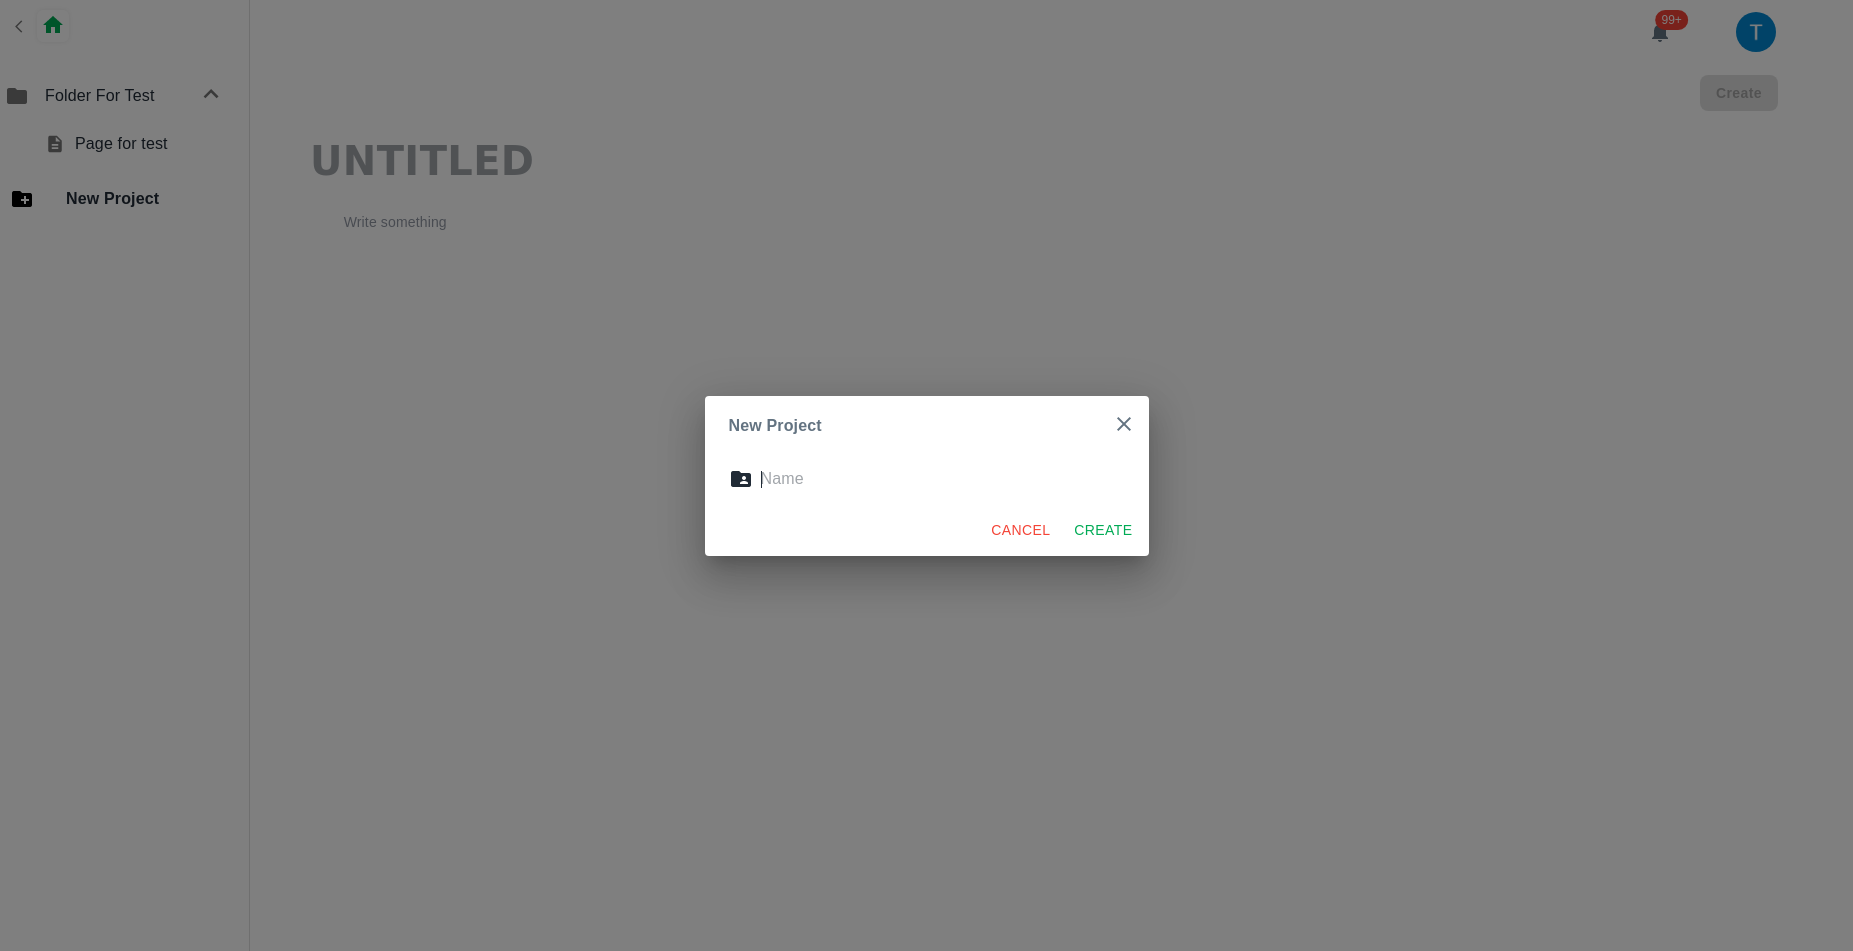 99+
T
Folder For Test
Create
Page for test
UNTITLED
New Project
Write something
New Project
Name
CANCEL CREATE